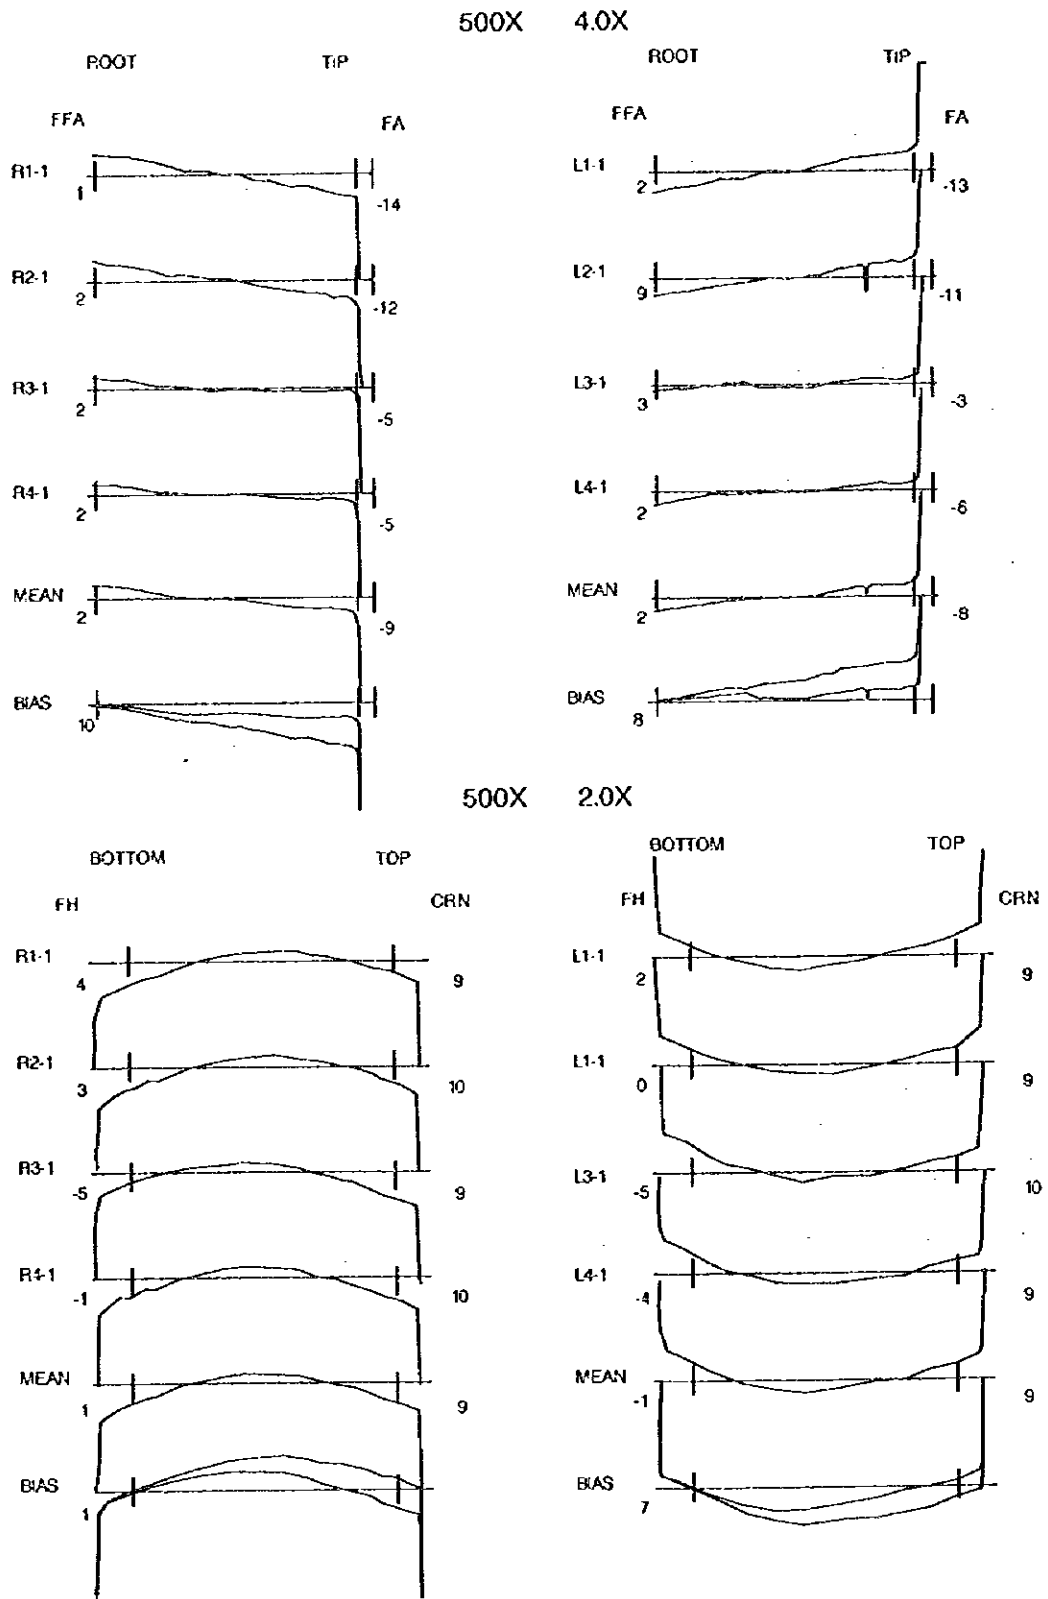 500X 4.0X
ROOT TIP
FFA FA
R1-1
1 -14
R2-1
2 -12
R3-1
2 -5
R4-1
2 -5
MEAN
2 -9
BIAS
10
ROOT TIP
FFA FA
L1-1
2 -13
L2-1
9 -11
L3-1
3 -3
L4-1
2 -6
MEAN
2 -8
BIAS
8
500X 2.0X
BOTTOM TOP
FH CRN
R1-1
4 9
R2-1
3 10
R3-1
-5 9
R4-1
-1 10
MEAN
1 9
BIAS
1
BOTTOM TOP
FH CRN
L1-1
2 9
L1-1
0 9
L3-1
-5 10
L4-1
-4 9
MEAN
-1 9
BIAS
7